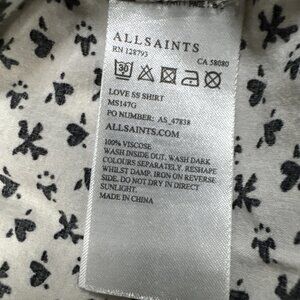 ALLSAINTS
RN 128793 CA 58080
30
LOVE SS SHIRT
MS147G
PO NUMBER: AS_47838
ALLSAINTS.COM
100% VISCOSE
WASH INSIDE OUT. WASH DARK
COLOURS SEPARATELY. RESHAPE
WHILST DAMP. IRON ON REVERSE
SIDE. DO NOT DRY IN DIRECT
SUNLIGHT.
MADE IN CHINA